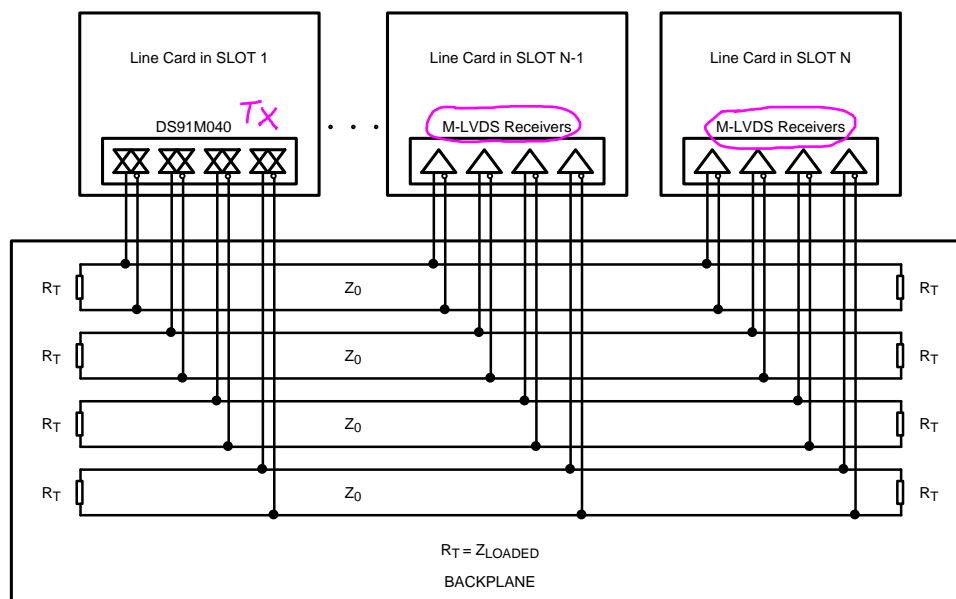 Line Card in SLOT 1
Line Card in SLOT N-1
Line Card in SLOT N
TX
DS91M040
. . . .
M-LVDS Receivers
M-LVDS Receivers
RT Z0 RT
RT Z0 RT
RT Z0 RT
RT Z0 RT
RT = ZLOADED
BACKPLANE